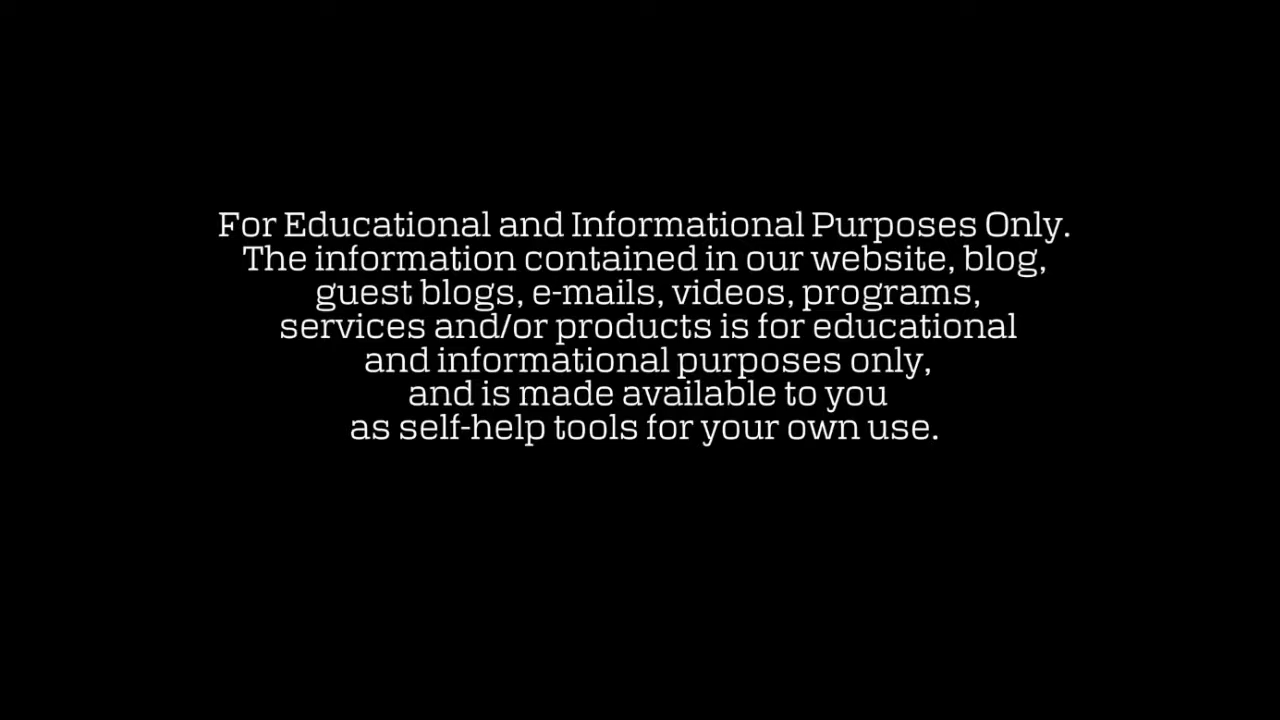 For Educational and Informational Purposes Only.
The information contained in our website, blog,
guest blogs, e-mails, videos, programs,
services and/or products is for educational
and informational purposes only,
and is made available to you
as self-help tools for your own use.